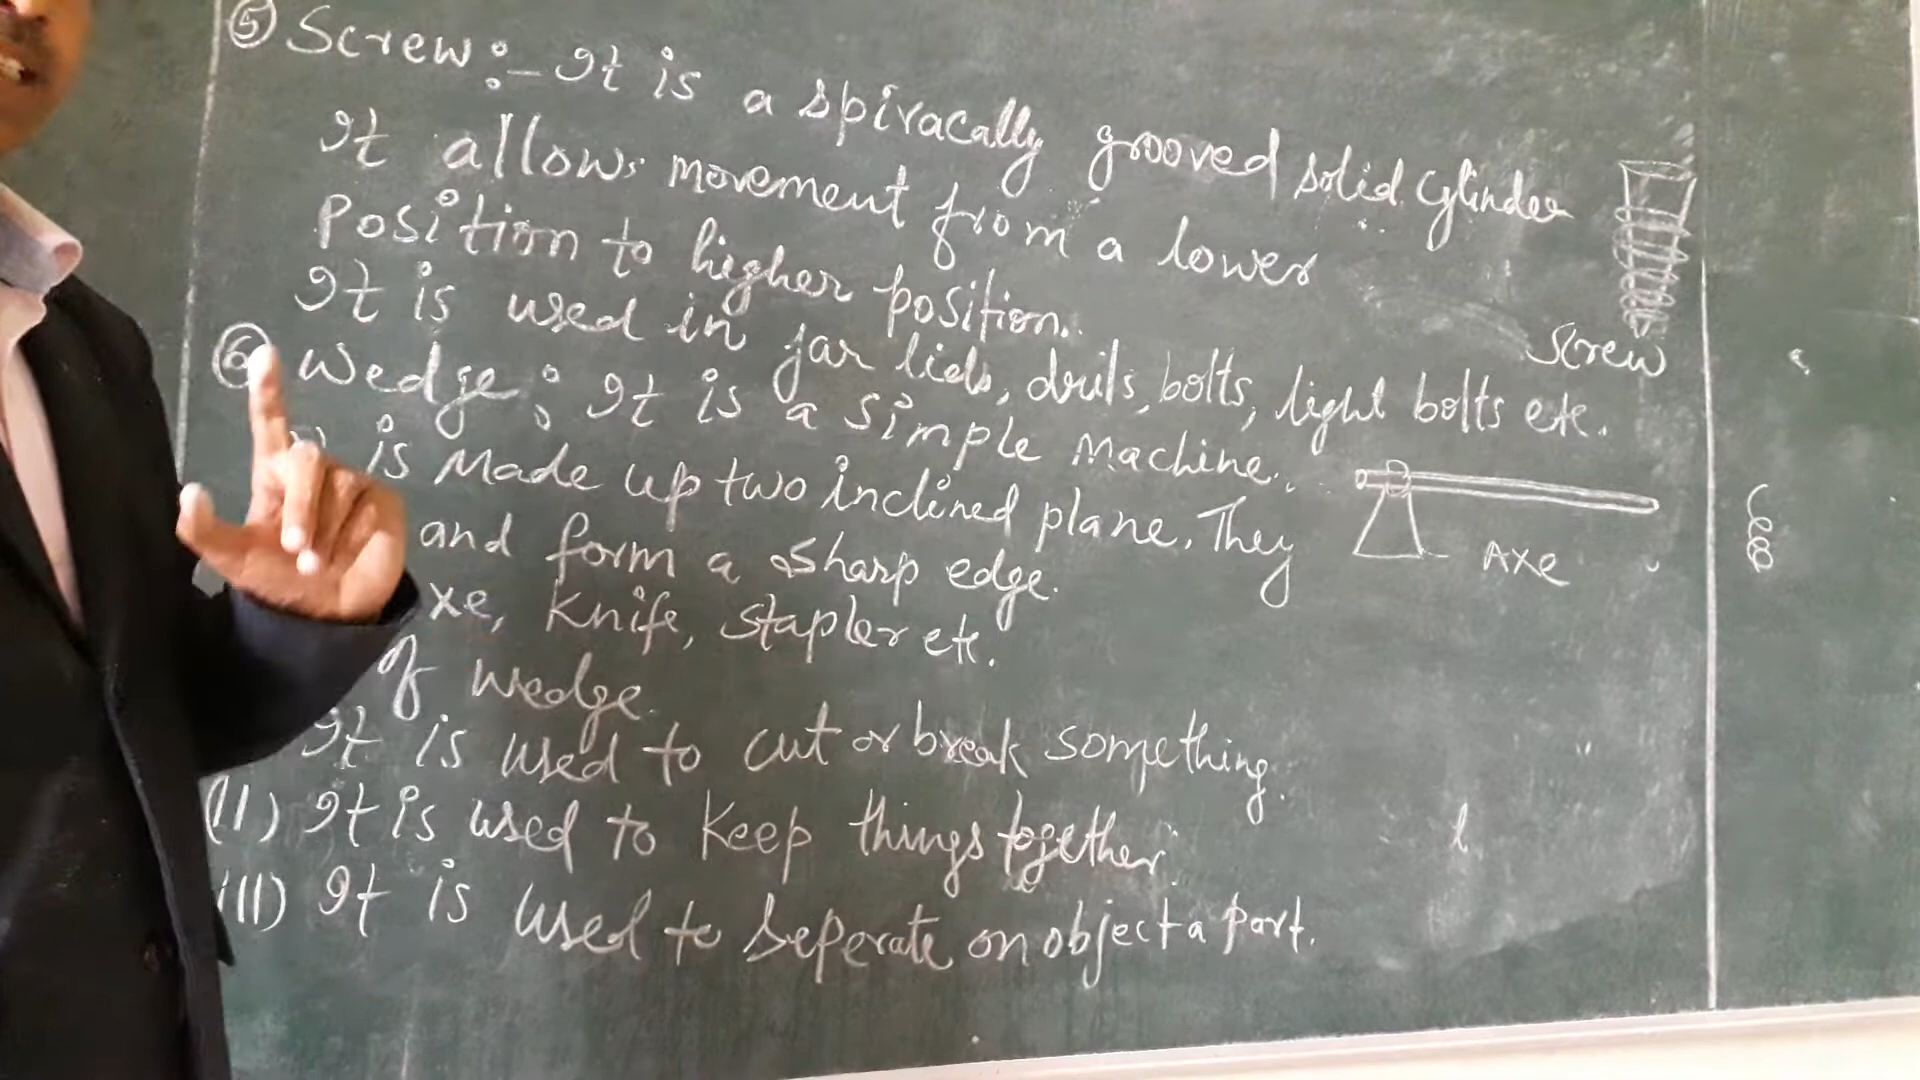 ⑤ Screw:- It is a spiracally grooved solid cylinder
It allows movement from a lower
Position to higher position.
It is used in jar lids, drils, bolts, light bolts etc.
Screw
⑥ Wedge: It is a simple Machine.
is Made up two inclined plane. They
and form a sharp edge.
AXe
xe, Knife, stapler etc.
of wedge.
It is used to cut or break something.
(II) It is used to Keep things together.
(III) It is used to seperate on object a part.